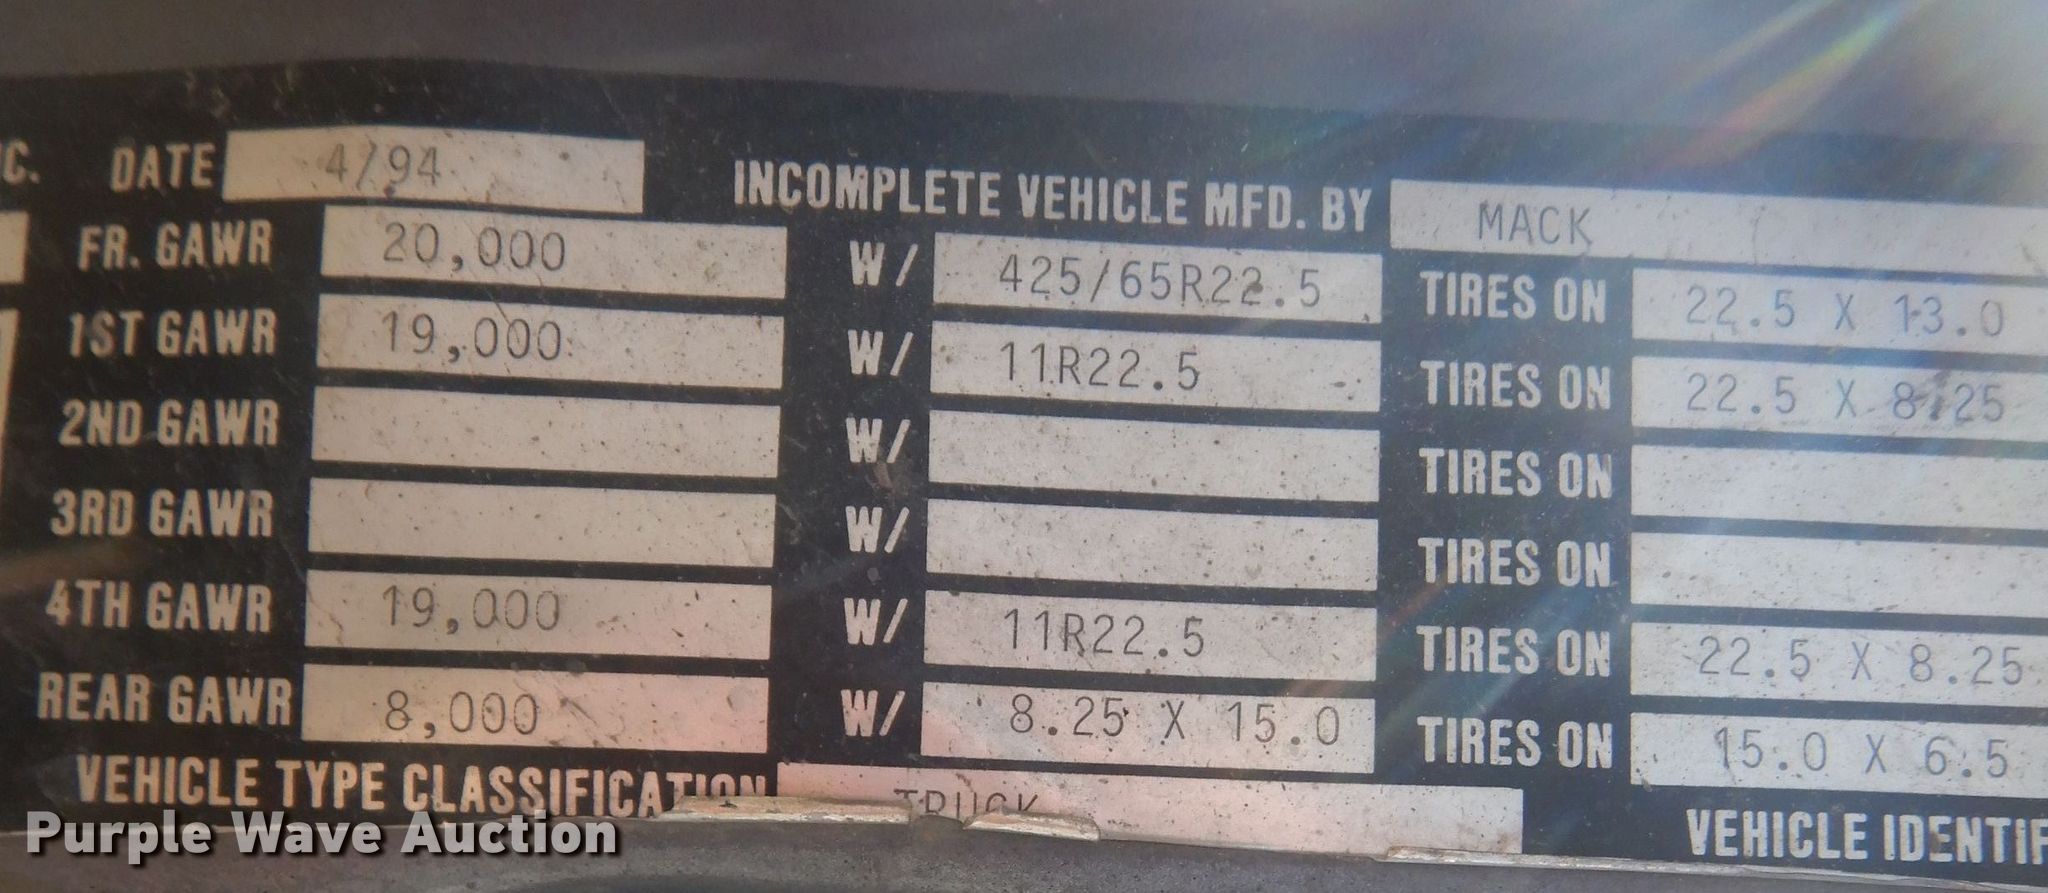 C. DATE 4/94 INCOMPLETE VEHICLE MFD. BY MACK
FR. GAWR 20,000 W/ 425/65R22.5 TIRES ON 22.5 X 13.0
1ST GAWR 19,000 W/ 11R22.5 TIRES ON 22.5 X 8.25
2ND GAWR W/ TIRES ON
3RD GAWR W/ TIRES ON
4TH GAWR 19,000 W/ 11R22.5 TIRES ON 22.5 X 8.25
REAR GAWR 8,000 W/ 8.25 X 15.0 TIRES ON 15.0 X 6.5
VEHICLE TYPE CLASSIFICATION TRUCK VEHICLE IDENTIF
Purple Wave Auction